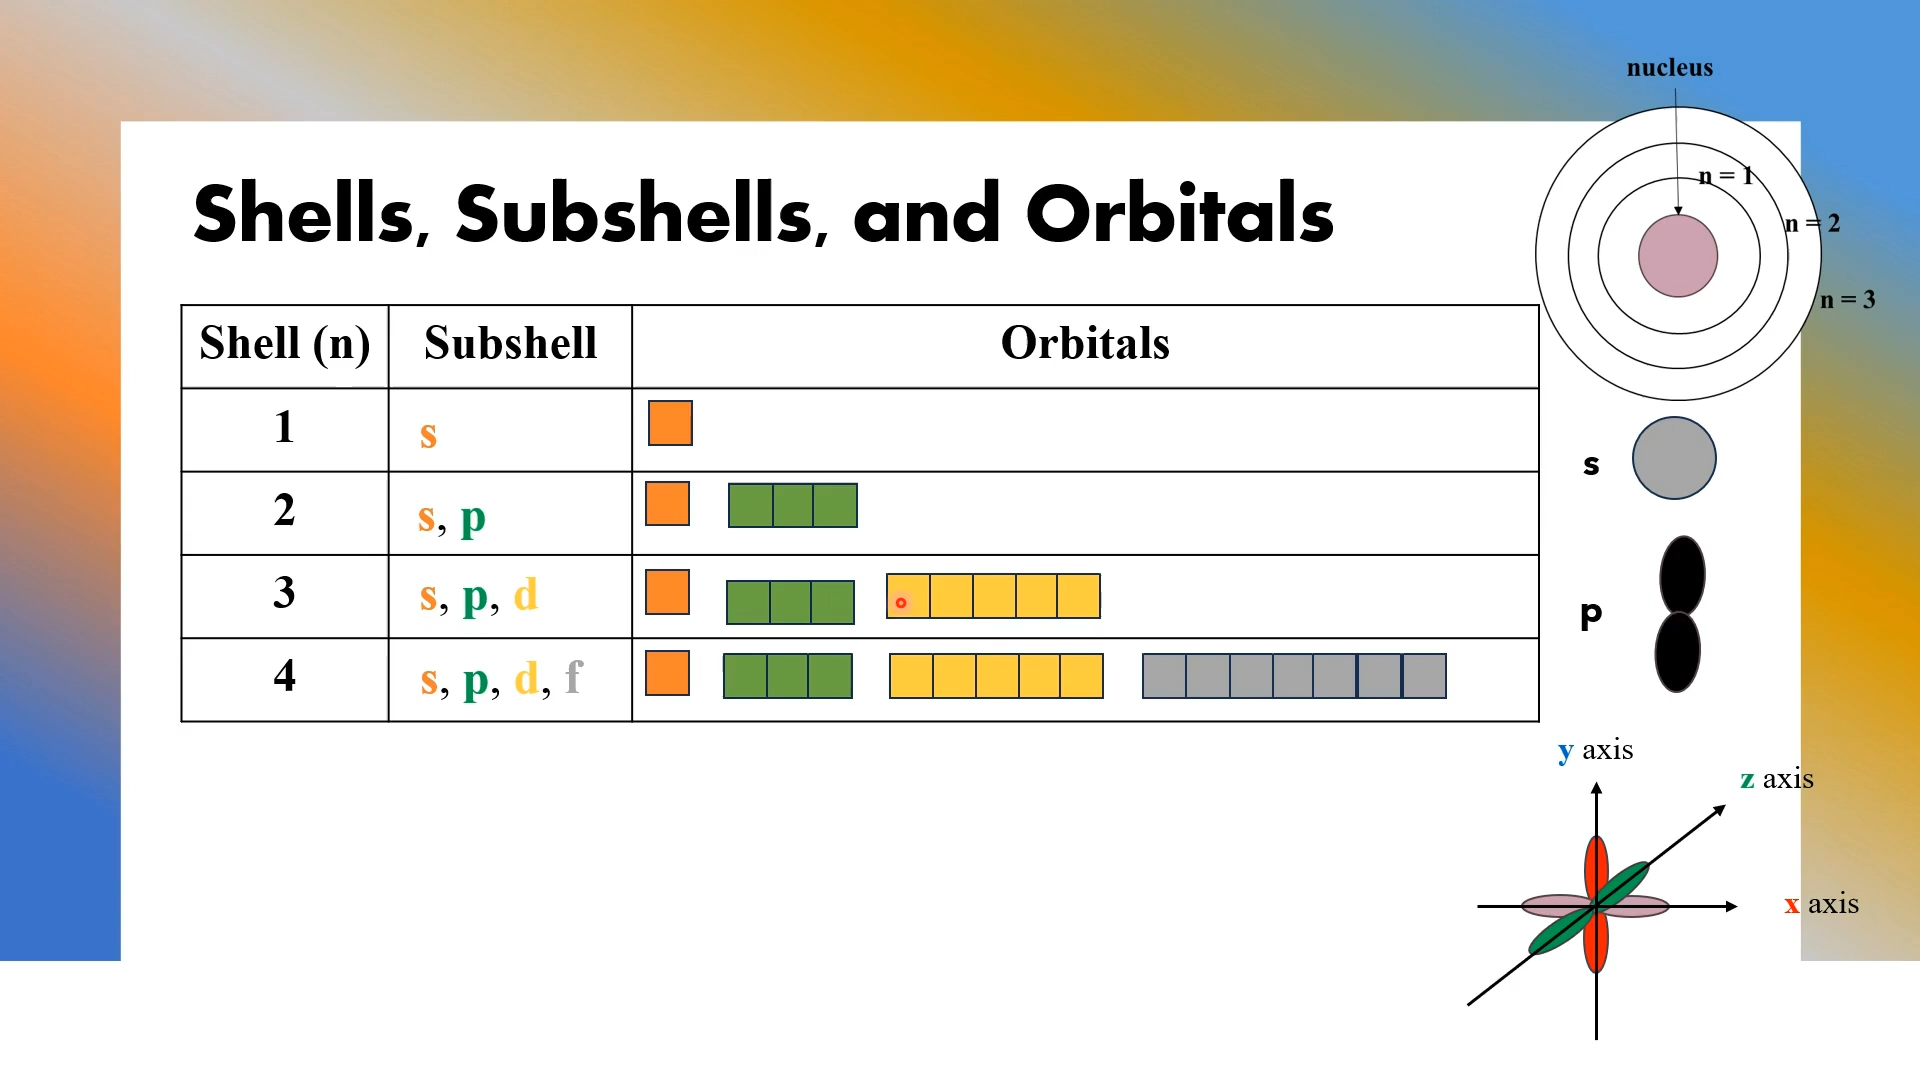 nucleus
n = 1
n = 2
n = 3
Shells, Subshells, and Orbitals
Shell (n) Subshell Orbitals
1 s
2 s, p
3 s, p, d
4 s, p, d, f
s
p
y axis
z axis
x axis